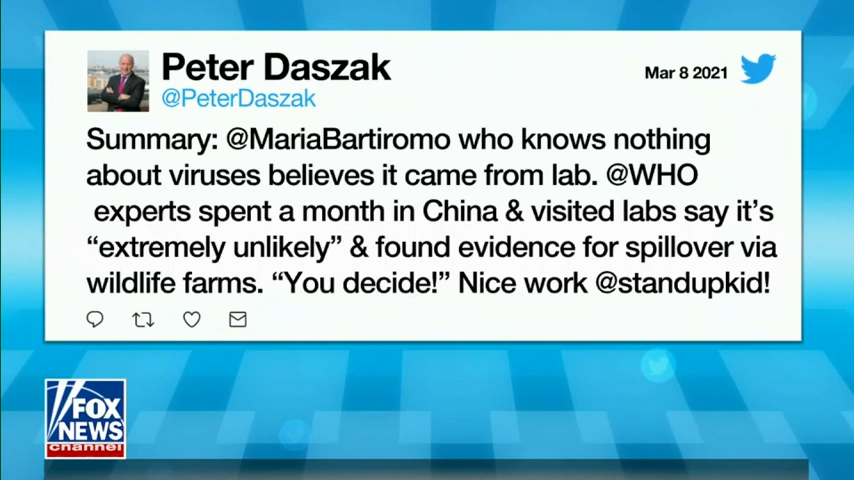 Peter Daszak
@PeterDaszak
Mar 8 2021
Summary: @MariaBartiromo who knows nothing
about viruses believes it came from lab. @WHO
experts spent a month in China & visited labs say it’s
“extremely unlikely” & found evidence for spillover via
wildlife farms. “You decide!” Nice work @standupkid!
FOX
NEWS
channel